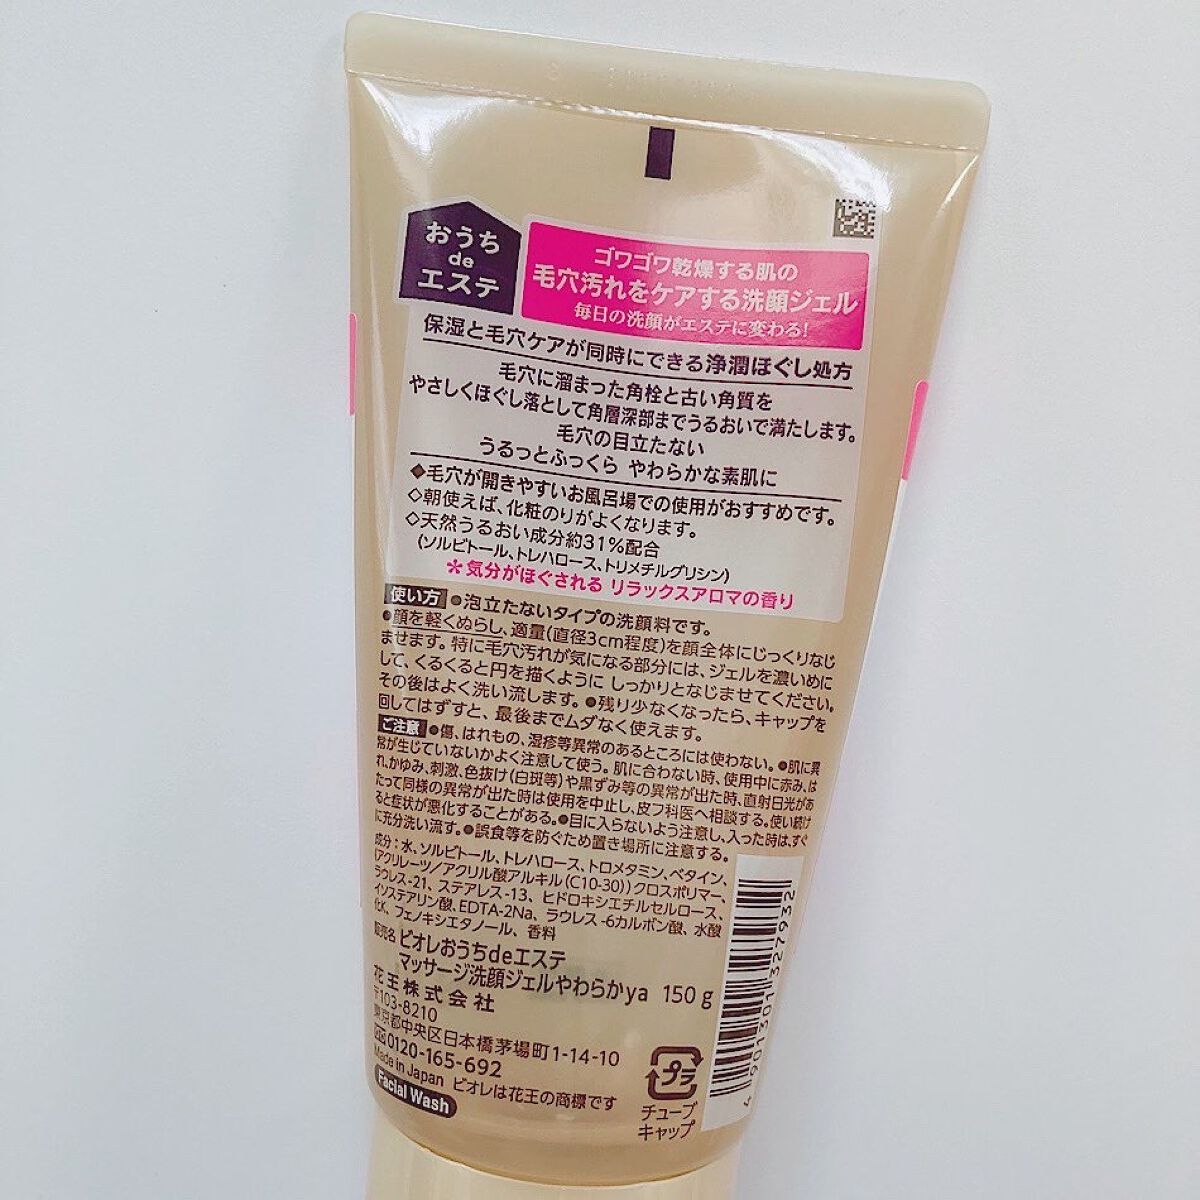 おうち
de
エステ
ゴワゴワ乾燥する肌の
毛穴汚れをケアする洗顔ジェル
毎日の洗顔がエステに変わる!
保湿と毛穴ケアが同時にできる浄潤ほぐし処方
毛穴に溜まった角栓と古い角質を
やさしくほぐし落として角層深部までうるおいで満たします。
毛穴の目立たない
うるっとふっくら やわらかな素肌に
◆毛穴が開きやすいお風呂場での使用がおすすめです。
◇朝使えば、化粧のりがよくなります。
◇天然うるおい成分約31%配合
(ソルビトール、トレハロース、トリメチルグリシン)
＊気分がほぐされる リラックスアロマの香り
使い方 ●泡立たないタイプの洗顔料です。
●顔を軽くぬらし、適量(直径3cm程度)を顔全体にじっくりなじ
ませます。特に毛穴汚れが気になる部分には、ジェルを濃いめに
して、くるくると円を描くように しっかりとなじませてください。
その後はよく洗い流します。●残り少なくなったら、キャップを
回してはずすと、最後までムダなく使えます。
ご注意 ●傷、はれもの、湿疹等異常のあるところには使わない。●肌に異
常が生じていないかよく注意して使う。肌に合わない時、使用中に赤み、は
れ、かゆみ、刺激、色抜け(白斑等)や黒ずみ等の異常が出た時、直射日光があ
たって同様の異常が出た時は使用を中止し、皮フ科医へ相談する。使い続け
ると症状が悪化することがある。●目に入らないよう注意し、入った時は、すぐ
に充分洗い流す。●誤食等を防ぐため置き場所に注意する。
成分：水、ソルビトール、トレハロース、トロメタミン、ベタイン、
(アクリレーツ/アクリル酸アルキル(C10-30))クロスポリマー、
ラウレス-21、ステアレス-13、ヒドロキシエチルセルロース、
イソステアリン酸、EDTA-2Na、ラウレス-6カルボン酸、水酸
化K、フェノキシエタノール、香料
販売名 ビオレおうちdeエステ
マッサージ洗顔ジェルやわらかya 150g
花王株式会社
〒103-8210
東京都中央区日本橋茅場町1-14-10
0120-165-692
Made in Japan ビオレは花王の商標です
Facial Wash
プラ
チューブ
キャップ
4 901301 327932